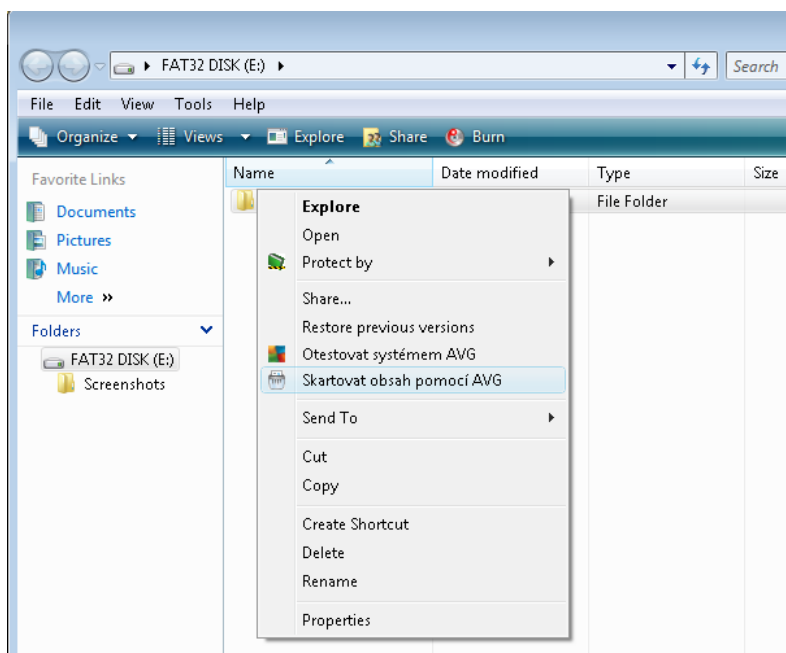 FAT32 DISK (E:)
Search
File Edit View Tools Help
Organize Views Explore Share Burn
Name Date modified Type Size
Favorite Links
Documents
Pictures
Music
More
Folders
FAT32 DISK (E:)
Screenshots
File Folder
Explore
Open
Protect by
Share...
Restore previous versions
Otestovat systémem AVG
Skartovat obsah pomocí AVG
Send To
Cut
Copy
Create Shortcut
Delete
Rename
Properties